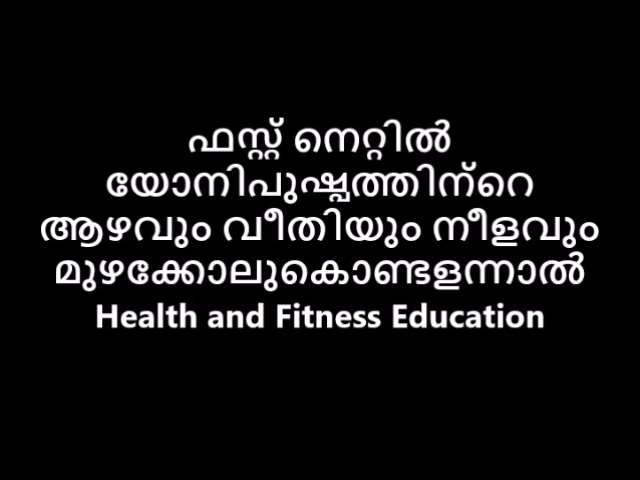 ഫസ്റ്റ് നെറ്റിൽ
യോനിപുഷ്പത്തിന്റെ
ആഴവും വീതിയും നീളവും
മുഴക്കോലുകൊണ്ടളന്നാൽ
Health and Fitness Education